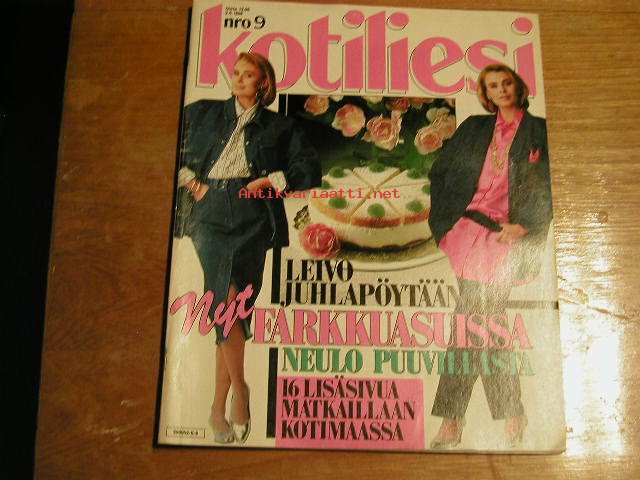 nro 9
kotiliesi
Antikvariaatti.net
LEIVO
JUHLAPÖYTÄÄN
Nyt FARKKUASUISSA
NEULO PUUVILLASTA
16 LISÄSIVUA
MATKAILLAAN
KOTIMAASSA